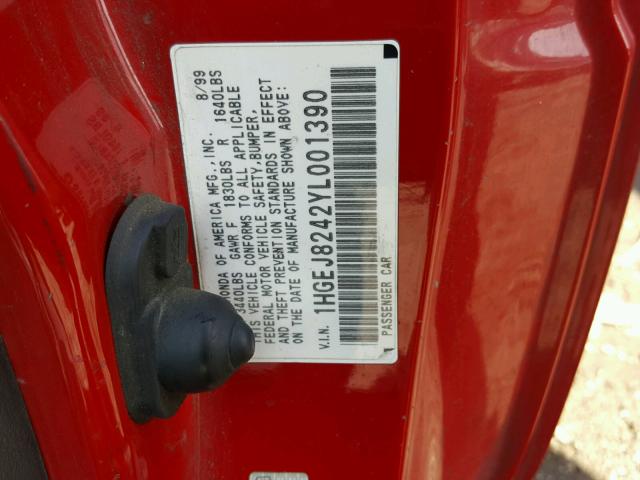 HONDA OF AMERICA MFG.,INC. 8/99
3440LBS GAWR F 1830LBS R 1640LBS
THIS VEHICLE CONFORMS TO ALL APPLICABLE
FEDERAL MOTOR VEHICLE SAFETY,BUMPER,
AND THEFT PREVENTION STANDARDS IN EFFECT
ON THE DATE OF MANUFACTURE SHOWN ABOVE:
V.I.N. 1HGEJ8242YL001390
PASSENGER CAR